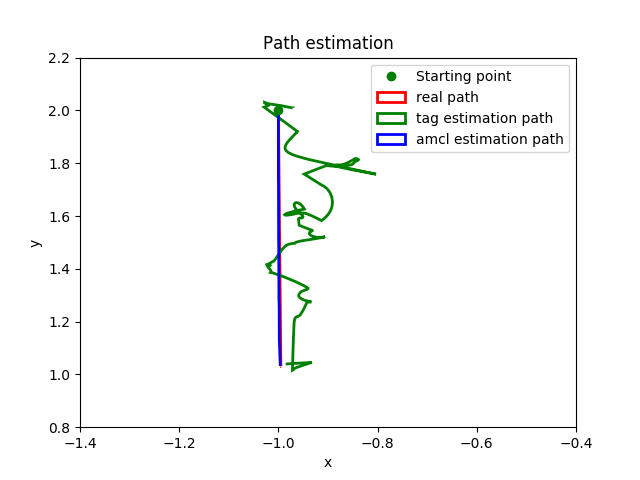 Path estimation
Starting point
real path
tag estimation path
amcl estimation path
y
2.2
2.0
1.8
1.6
1.4
1.2
1.0
0.8
−1.4 −1.2 −1.0 −0.8 −0.6 −0.4
x